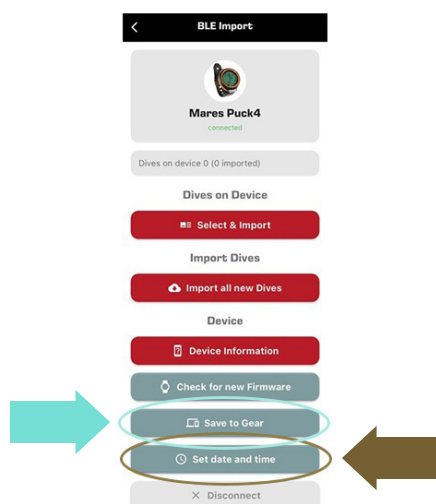 BLE Import
Mares Puck4
connected
Dives on device 0 (0 imported)
Dives on Device
Select & Import
Import Dives
Import all new Dives
Device
Device Information
Check for new Firmware
Save to Gear
Set date and time
Disconnect